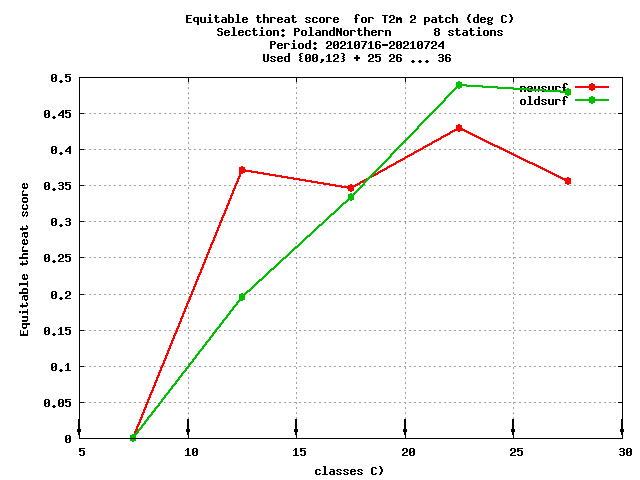 Equitable threat score for T2m 2 patch (deg C)
Selection: PolandNorthern 8 stations
Period: 20210716-20210724
Used {00,12} + 25 26 ... 36
0.5
0.45
0.4
0.35
0.3
0.25
0.2
0.15
0.1
0.05
0
Equitable threat score
newsurf
oldsurf
5 10 15 20 25 30
classes C)